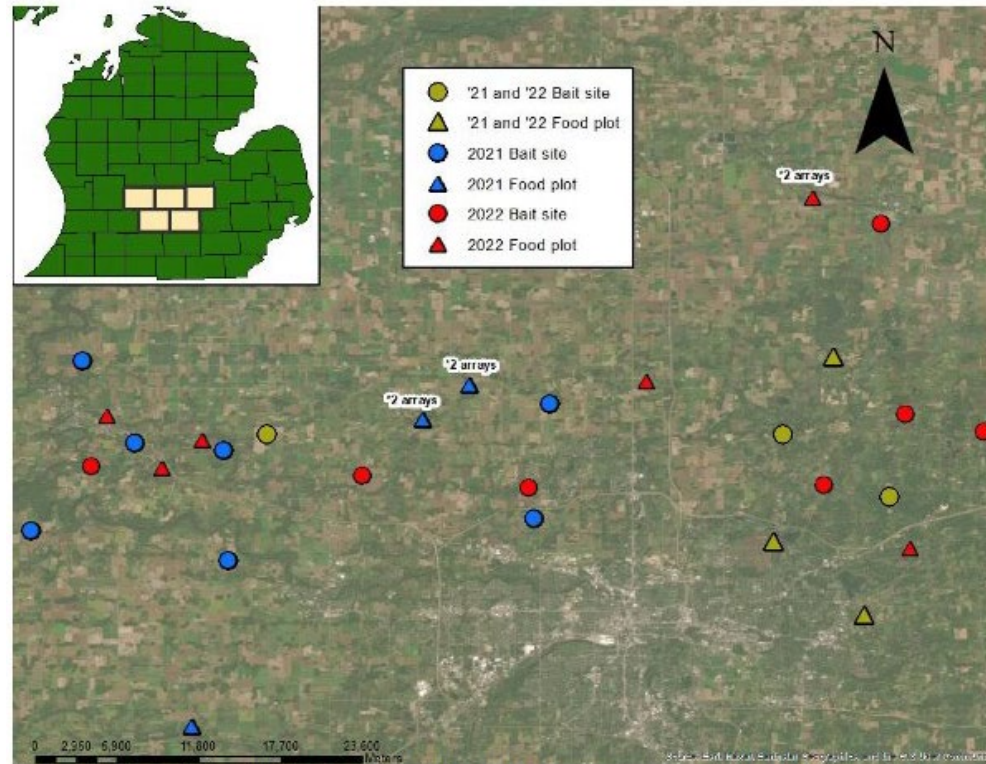 N
'21 and '22 Bait site
'21 and '22 Food plot
2021 Bait site
2021 Food plot
2022 Bait site
2022 Food plot
*2 arrays
*2 arrays
*2 arrays
0 2,950 5,900 11,800 17,700 23,600
Meters